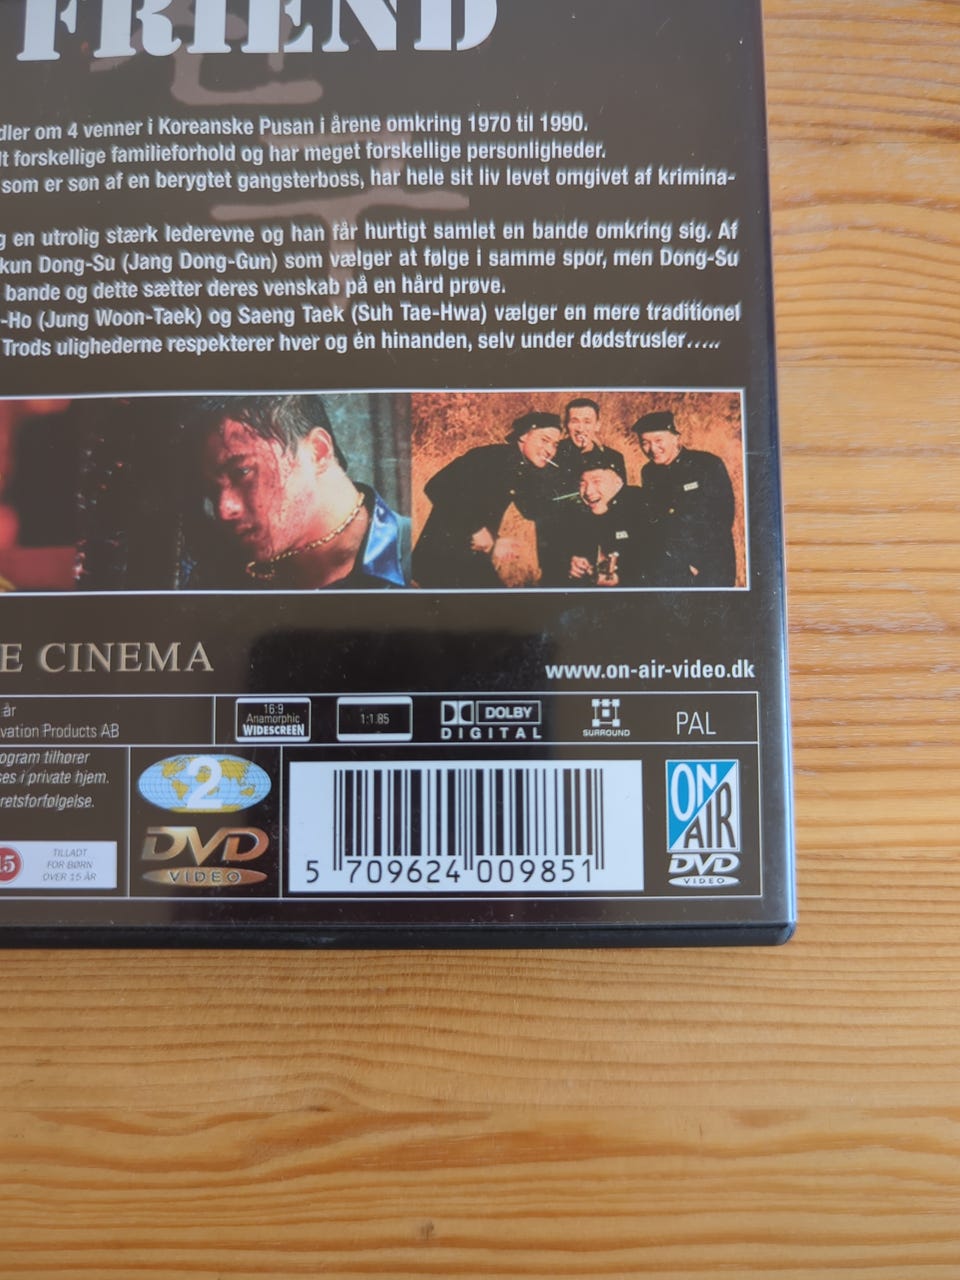 FRIEND
dler om 4 venner i Koreanske Pusan i årene omkring 1970 til 1990.
lt forskellige familieforhold og har meget forskellige personligheder.
som er søn af en berygtet gangsterboss, har hele sit liv levet omgivet af krimina-
g en utrolig stærk lederevne og han får hurtigt samlet en bande omkring sig. Af
kun Dong-Su (Jang Dong-Gun) som vælger at følge i samme spor, men Dong-Su
bande og dette sætter deres venskab på en hård prøve.
-Ho (Jung Woon-Taek) og Saeng Taek (Suh Tae-Hwa) vælger en mere traditionel
Trods ulighederne respekterer hver og én hinanden, selv under dødstrusler.....
E CINEMA
www.on-air-video.dk
år
vation Products AB
16:9
Anamorphic
WIDESCREEN
1:1.85
DOLBY
DIGITAL
SURROUND
PAL
ogram tilhører
ses i private hjem.
retsforfølgelse.
15
TILLADT
FOR BØRN
OVER 15 ÅR
2
DVD
VIDEO
5 709624 009851
ON
AIR
DVD
VIDEO